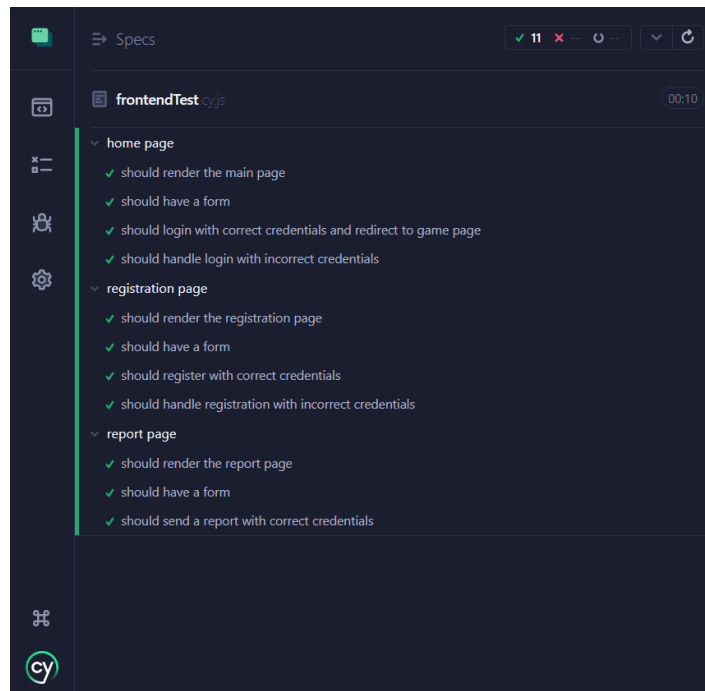 Specs
11 -- --
frontendTest cy.js
00:10
home page
should render the main page
should have a form
should login with correct credentials and redirect to game page
should handle login with incorrect credentials
registration page
should render the registration page
should have a form
should register with correct credentials
should handle registration with incorrect credentials
report page
should render the report page
should have a form
should send a report with correct credentials
cy